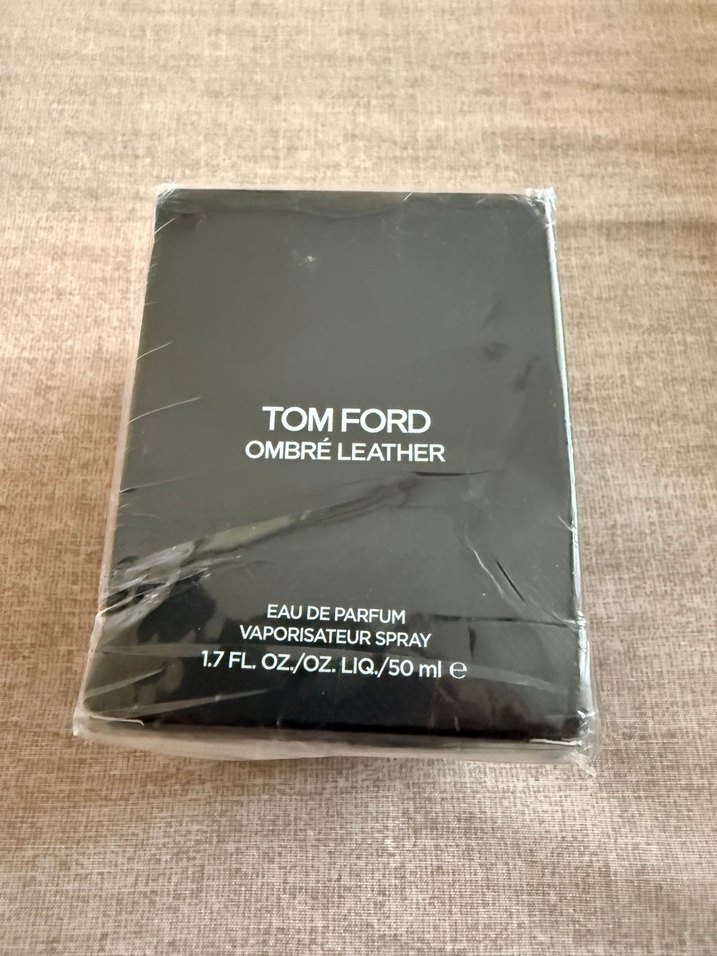 TOM FORD
OMBRÉ LEATHER
EAU DE PARFUM
VAPORISATEUR SPRAY
1.7 FL. OZ./OZ. LIQ./50 ml ℮